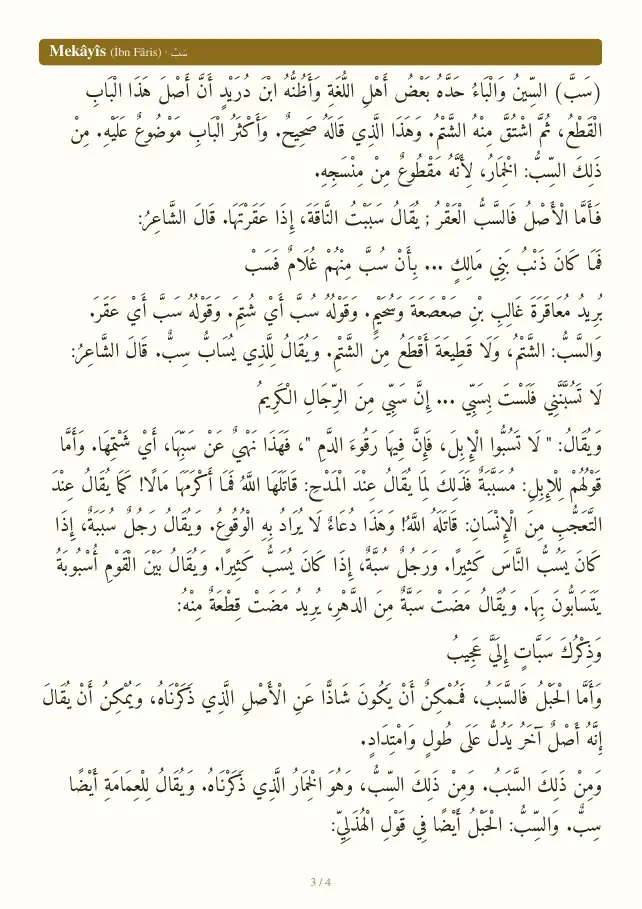 Mekâyîs (İbn Fâris) · سَبْ
(سَبَّ) السِّينُ وَالْبَاءُ حَدَّهُ بَعْضُ أَهْلِ اللُّغَةِ وَأَظُنُّهُ ابْنَ دُرَيْدٍ أَنَّ أَصْلَ هَذَا الْبَابِ
الْقَطْعُ، ثُمَّ اشْتُقَّ مِنْهُ الشَّتْمُ. وَهَذَا الَّذِي قَالَهُ صَحِيحٌ. وَأَكْثَرُ الْبَابِ مَوْضُوعٌ عَلَيْهِ. مِنْ
ذَلِكَ السِّبُّ: الْخِمَارُ، لِأَنَّهُ مَقْطُوعٌ مِنْ مِنْسَجِهِ.
فَأَمَّا الْأَصْلُ فَالسَّبُّ الْعَقْرُ ; يُقَالُ سَبَبْتُ النَّاقَةَ، إِذَا عَقَرْتَهَا. قَالَ الشَّاعِرُ:
فَمَا كَانَ ذَنْبُ بَنِي مَالِكٍ ... بِأَنْ سُبَّ مِنْهُمْ غُلَامٌ فَسَبْ
يُرِيدُ مُعَاقَرَةَ غَالِبِ بْنِ صَعْصَعَةَ وَسُحَيْمٍ. وَقَوْلُهُ سُبَّ أَيْ شُتِمَ. وَقَوْلُهُ سَبَّ أَيْ عَقَرَ.
وَالسَّبُّ: الشَّتْمُ، وَلَا قَطِيعَةَ أَقْطَعُ مِنَ الشَّتْمِ. وَيُقَالُ لِلَّذِي يُسَابُّ سِبٌّ. قَالَ الشَّاعِرُ:
لَا تَسُبَّنَّنِي فَلَسْتَ بِسَبِّي ... إِنَّ سَبِّي مِنَ الرِّجَالِ الْكَرِيمُ
وَيُقَالُ: " لَا تَسُبُّوا الْإِبِلَ، فَإِنَّ فِيهَا رَقُوءَ الدَّمِ "، فَهَذَا نَهْيٌ عَنْ سَبِّهَا، أَيْ شَتْمِهَا. وَأَمَّا
قَوْلُهُمْ لِلْإِبِلِ: مُسَبَّبَةٌ فَذَلِكَ لِمَا يُقَالُ عِنْدَ الْمَدْحِ: قَاتَلَهَا اللَّهُ فَمَا أَكْرَمَهَا مَالًا! كَمَا يُقَالُ عِنْدَ
التَّعَجُّبِ مِنَ الْإِنْسَانِ: قَاتَلَهُ اللَّهُ! وَهَذَا دُعَاءٌ لَا يُرَادُ بِهِ الْوُقُوعُ. وَيُقَالُ رَجُلٌ سُبَبَةٌ، إِذَا
كَانَ يَسُبُّ النَّاسَ كَثِيرًا. وَرَجُلٌ سُبَّةٌ، إِذَا كَانَ يُسَبُّ كَثِيرًا. وَيُقَالُ بَيْنَ الْقَوْمِ أُسْبُوبَةٌ
يَتَسَابُّونَ بِهَا. وَيُقَالُ مَضَتْ سَبَّةٌ مِنَ الدَّهْرِ، يُرِيدُ مَضَتْ قِطْعَةٌ مِنْهُ:
وَذِكْرُكَ سَبَّاتٍ إِلَيَّ عَجِيبُ
وَأَمَّا الْحَبْلُ فَالسَّبَبُ، فَمُمْكِنٌ أَنْ يَكُونَ شَاذًّا عَنِ الْأَصْلِ الَّذِي ذَكَرْنَاهُ، وَيُمْكِنُ أَنْ يُقَالَ
إِنَّهُ أَصْلٌ آخَرُ يَدُلُّ عَلَى طُولٍ وَامْتِدَادٍ.
وَمِنْ ذَلِكَ السَّبَبُ. وَمِنْ ذَلِكَ السِّبُّ، وَهُوَ الْخِمَارُ الَّذِي ذَكَرْنَاهُ. وَيُقَالُ لِلْعِمَامَةِ أَيْضًا
سِبٌّ. وَالسِّبُّ: الْحَبْلُ أَيْضًا فِي قَوْلِ الْهُذَلِيِّ:
3 / 4